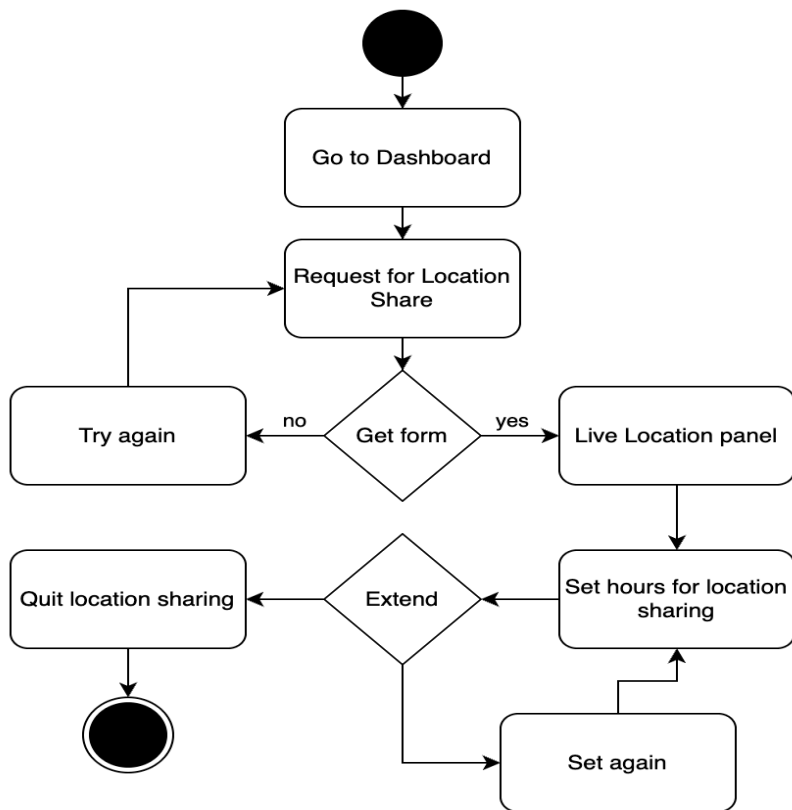 Go to Dashboard
Request for Location
Share
Try again
no
Get form
yes
Live Location panel
Quit location sharing
Extend
Set hours for location
sharing
Set again